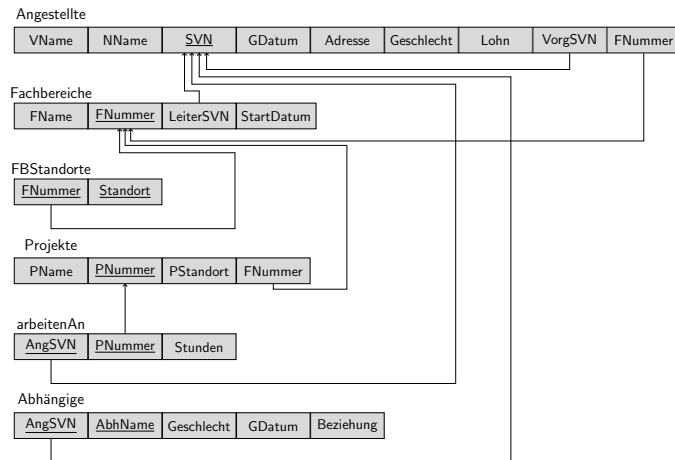 Angestellte
VName NName SVN GDatum Adresse Geschlecht Lohn VorgSVN FNummer
Fachbereiche
FName FNummer LeiterSVN StartDatum
FBStandorte
FNummer Standort
Projekte
PName PNummer PStandort FNummer
arbeitenAn
AngSVN PNummer Stunden
Abhängige
AngSVN AbhName Geschlecht GDatum Beziehung